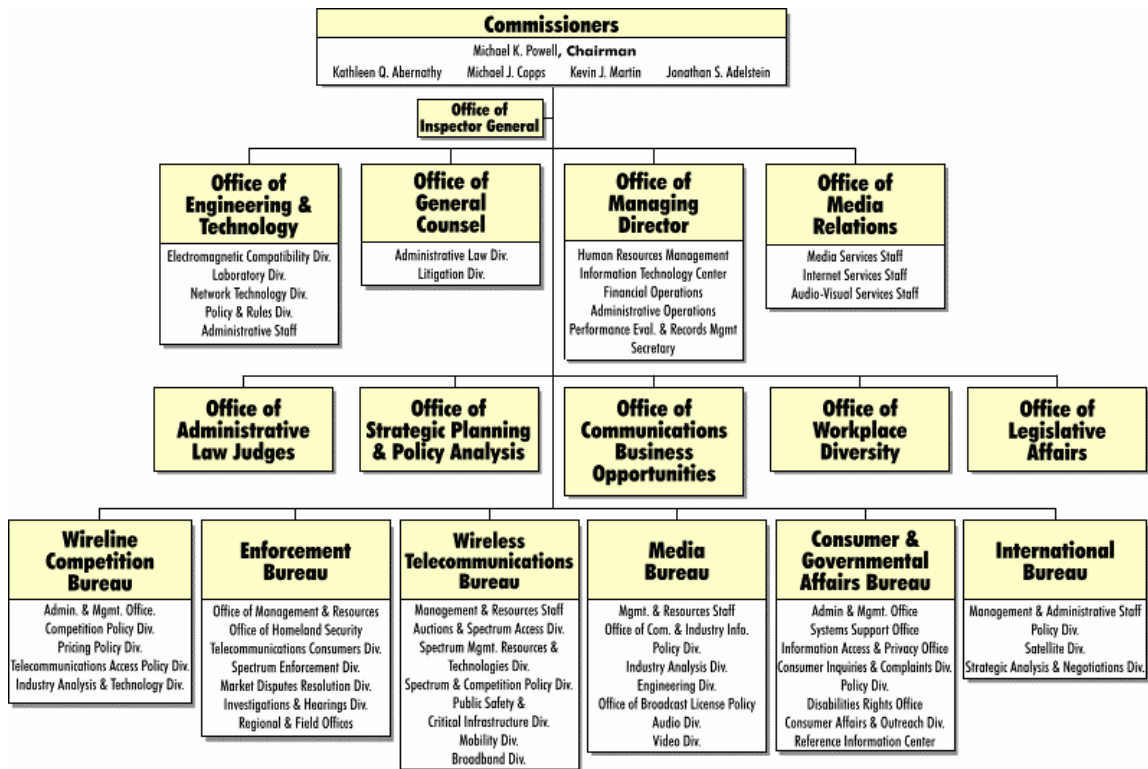 Commissioners
Michael K. Powell, Chairman
Kathleen Q. Abernathy Michael J. Copps Kevin J. Martin Jonathan S. Adelstein
Office of
Inspector General
Office of
Engineering &
Technology
Electromagnetic Compatibility Div.
Laboratory Div.
Network Technology Div.
Policy & Rules Div.
Administrative Staff
Office of
General
Counsel
Administrative Law Div.
Litigation Div.
Office of
Managing
Director
Human Resources Management
Information Technology Center
Financial Operations
Administrative Operations
Performance Eval. & Records Mgmt
Secretary
Office of
Media
Relations
Media Services Staff
Internet Services Staff
Audio-Visual Services Staff
Office of
Administrative
Law Judges
Office of
Strategic Planning
& Policy Analysis
Office of
Communications
Business
Opportunities
Office of
Workplace
Diversity
Office of
Legislative
Affairs
Wireline
Competition
Bureau
Admin. & Mgmt. Office.
Competition Policy Div.
Pricing Policy Div.
Telecommunications Access Policy Div.
Industry Analysis & Technology Div.
Enforcement
Bureau
Office of Management & Resources
Office of Homeland Security
Telecommunications Consumers Div.
Spectrum Enforcement Div.
Market Disputes Resolution Div.
Investigations & Hearings Div.
Regional & Field Offices
Wireless
Telecommunications
Bureau
Management & Resources Staff
Auctions & Spectrum Access Div.
Spectrum Mgmt. Resources &
Technologies Div.
Spectrum & Competition Policy Div.
Public Safety &
Critical Infrastructure Div.
Mobility Div.
Broadband Div.
Media
Bureau
Mgmt. & Resources Staff
Office of Com. & Industry Info.
Policy Div.
Industry Analysis Div.
Engineering Div.
Office of Broadcast License Policy
Audio Div.
Video Div.
Consumer &
Governmental
Affairs Bureau
Admin & Mgmt. Office
Systems Support Office
Information Access & Privacy Office
Consumer Inquiries & Complaints Div.
Policy Div.
Disabilities Rights Office
Consumer Affairs & Outreach Div.
Reference Information Center
International
Bureau
Management & Administrative Staff
Policy Div.
Satellite Div.
Strategic Analysis & Negotiations Div.